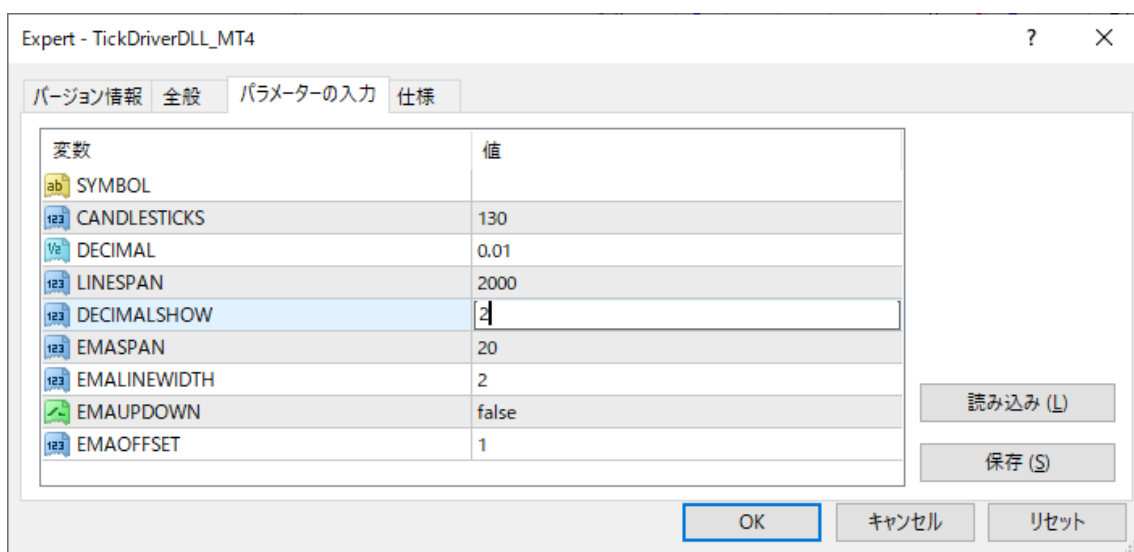 Expert - TickDriverDLL_MT4 ? ×
バージョン情報 全般 パラメーターの入力 仕様
変数 値
ab SYMBOL
123 CANDLESTICKS 130
1/2 DECIMAL 0.01
123 LINESPAN 2000
123 DECIMALSHOW 2
123 EMASPAN 20
123 EMALINEWIDTH 2
EMAUPDOWN false
123 EMAOFFSET 1
読み込み (L)
保存 (S)
OK キャンセル リセット